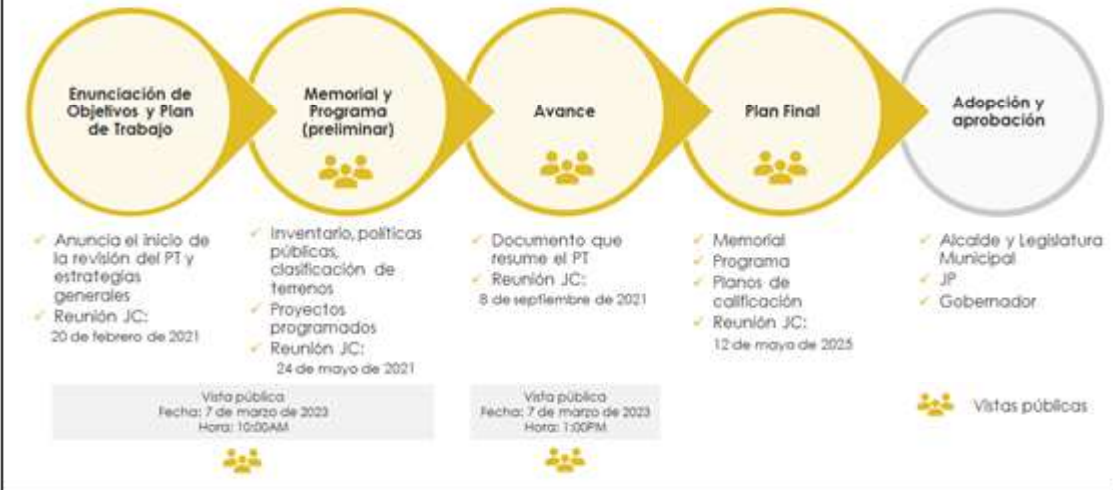 Enunciación de
Objetivos y Plan
de Trabajo
Memorial y
Programa
(preliminar)
Avance
Plan Final
Adopción y
aprobación
Anuncia el inicio de
la revisión del PT y
estrategias
generales
Reunión JC:
20 de febrero de 2021
Inventario, políticas
públicas,
clasificación de
terrenos
Proyectos
programados
Reunión JC:
24 de mayo de 2021
Documento que
resume el PT
Reunión JC:
8 de septiembre de 2021
Memorial
Programa
Planos de
calificación
Reunión JC:
12 de mayo de 2025
Alcalde y Legislatura
Municipal
JP
Gobernador
Vista pública
Fecha: 7 de marzo de 2023
Hora: 10:00AM
Vista pública
Fecha: 7 de marzo de 2023
Hora: 1:00PM
Vistas públicas